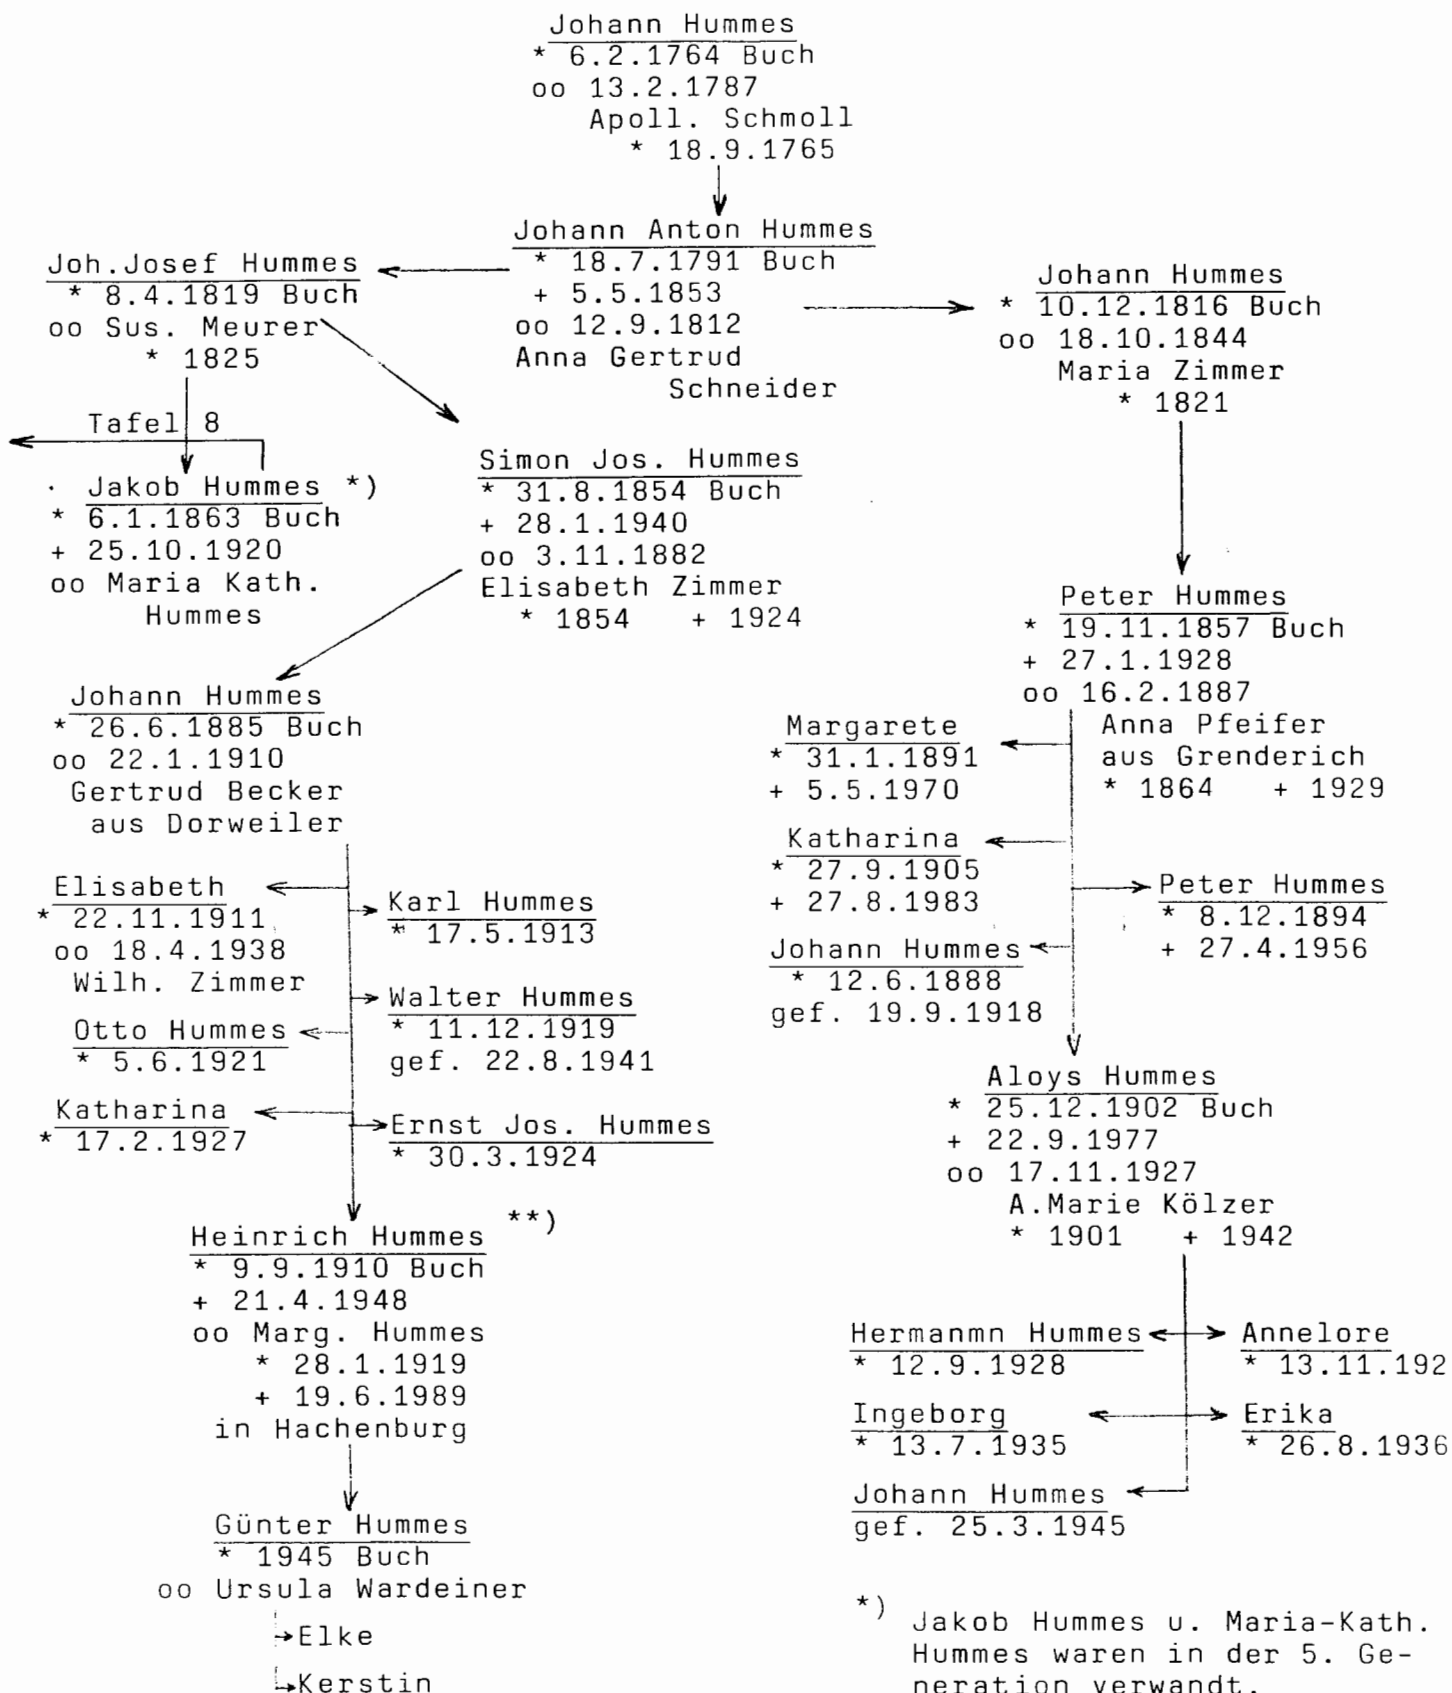 Johann Hummes
* 6.2.1764 Buch
oo 13.2.1787
Apoll. Schmoll
* 18.9.1765
Johann Anton Hummes
* 18.7.1791 Buch
+ 5.5.1853
oo 12.9.1812
Anna Gertrud
Schneider
Joh.Josef Hummes
* 8.4.1819 Buch
oo Sus. Meurer
* 1825
Johann Hummes
* 10.12.1816 Buch
oo 18.10.1844
Maria Zimmer
* 1821
Tafel 8
Jakob Hummes *)
* 6.1.1863 Buch
+ 25.10.1920
oo Maria Kath.
Hummes
Simon Jos. Hummes
* 31.8.1854 Buch
+ 28.1.1940
oo 3.11.1882
Elisabeth Zimmer
* 1854 + 1924
Peter Hummes
* 19.11.1857 Buch
+ 27.1.1928
oo 16.2.1887
Anna Pfeifer
aus Grenderich
* 1864 + 1929
Johann Hummes
* 26.6.1885 Buch
oo 22.1.1910
Gertrud Becker
aus Dorweiler
Margarete
* 31.1.1891
+ 5.5.1970
Katharina
* 27.9.1905
+ 27.8.1983
Peter Hummes
* 8.12.1894
+ 27.4.1956
Johann Hummes
* 12.6.1888
gef. 19.9.1918
Elisabeth
* 22.11.1911
oo 18.4.1938
Wilh. Zimmer
Karl Hummes
* 17.5.1913
Walter Hummes
* 11.12.1919
gef. 22.8.1941
Otto Hummes
* 5.6.1921
Katharina
* 17.2.1927
Ernst Jos. Hummes
* 30.3.1924
Aloys Hummes
* 25.12.1902 Buch
+ 22.9.1977
oo 17.11.1927
A.Marie Kölzer
* 1901 + 1942
Heinrich Hummes **)
* 9.9.1910 Buch
+ 21.4.1948
oo Marg. Hummes
* 28.1.1919
+ 19.6.1989
in Hachenburg
Hermanmn Hummes
* 12.9.1928
Annelore
* 13.11.192
Ingeborg
* 13.7.1935
Erika
* 26.8.1936
Johann Hummes
gef. 25.3.1945
Günter Hummes
* 1945 Buch
oo Ursula Wardeiner
Elke
Kerstin
*) Jakob Hummes u. Maria-Kath.
Hummes waren in der 5. Ge-
neration verwandt.